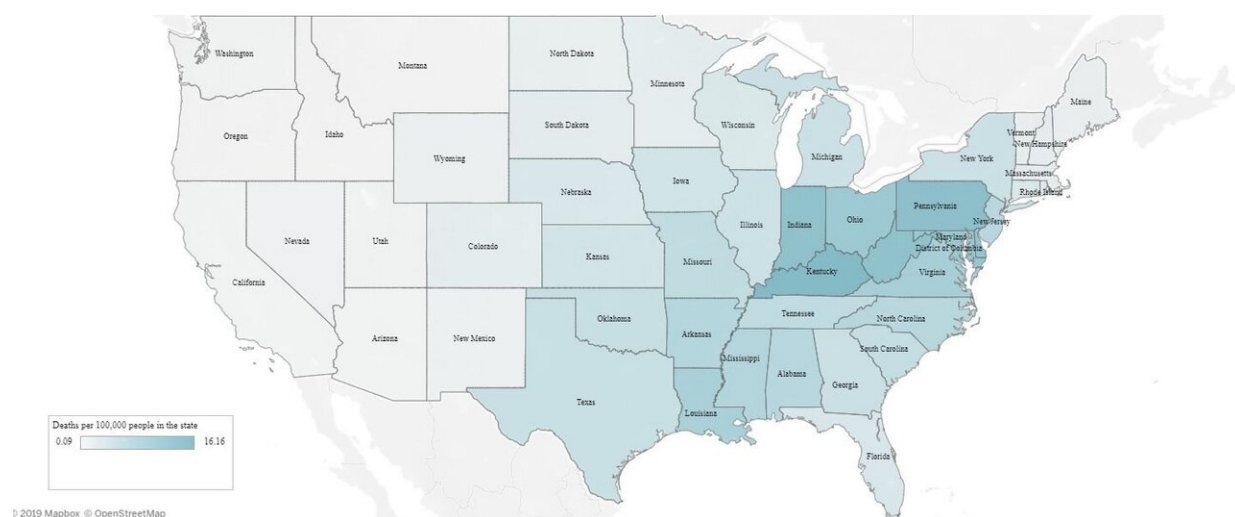 Washington
Montana
North Dakota
Minnesota
Maine
Oregon
Idaho
Wyoming
South Dakota
Wisconsin
Michigan
Vermont
New Hampshire
New York
Massachusetts
Rhode Island
Nevada
Utah
Colorado
Nebraska
Iowa
Illinois
Indiana
Ohio
Pennsylvania
New Jersey
Maryland
District of Columbia
California
Kansas
Missouri
Kentucky
Virginia
Arizona
New Mexico
Oklahoma
Arkansas
Tennessee
North Carolina
South Carolina
Texas
Louisiana
Mississippi
Alabama
Georgia
Florida
Deaths per 100,000 people in the state
0.09 16.16
© 2019 Mapbox © OpenStreetMap